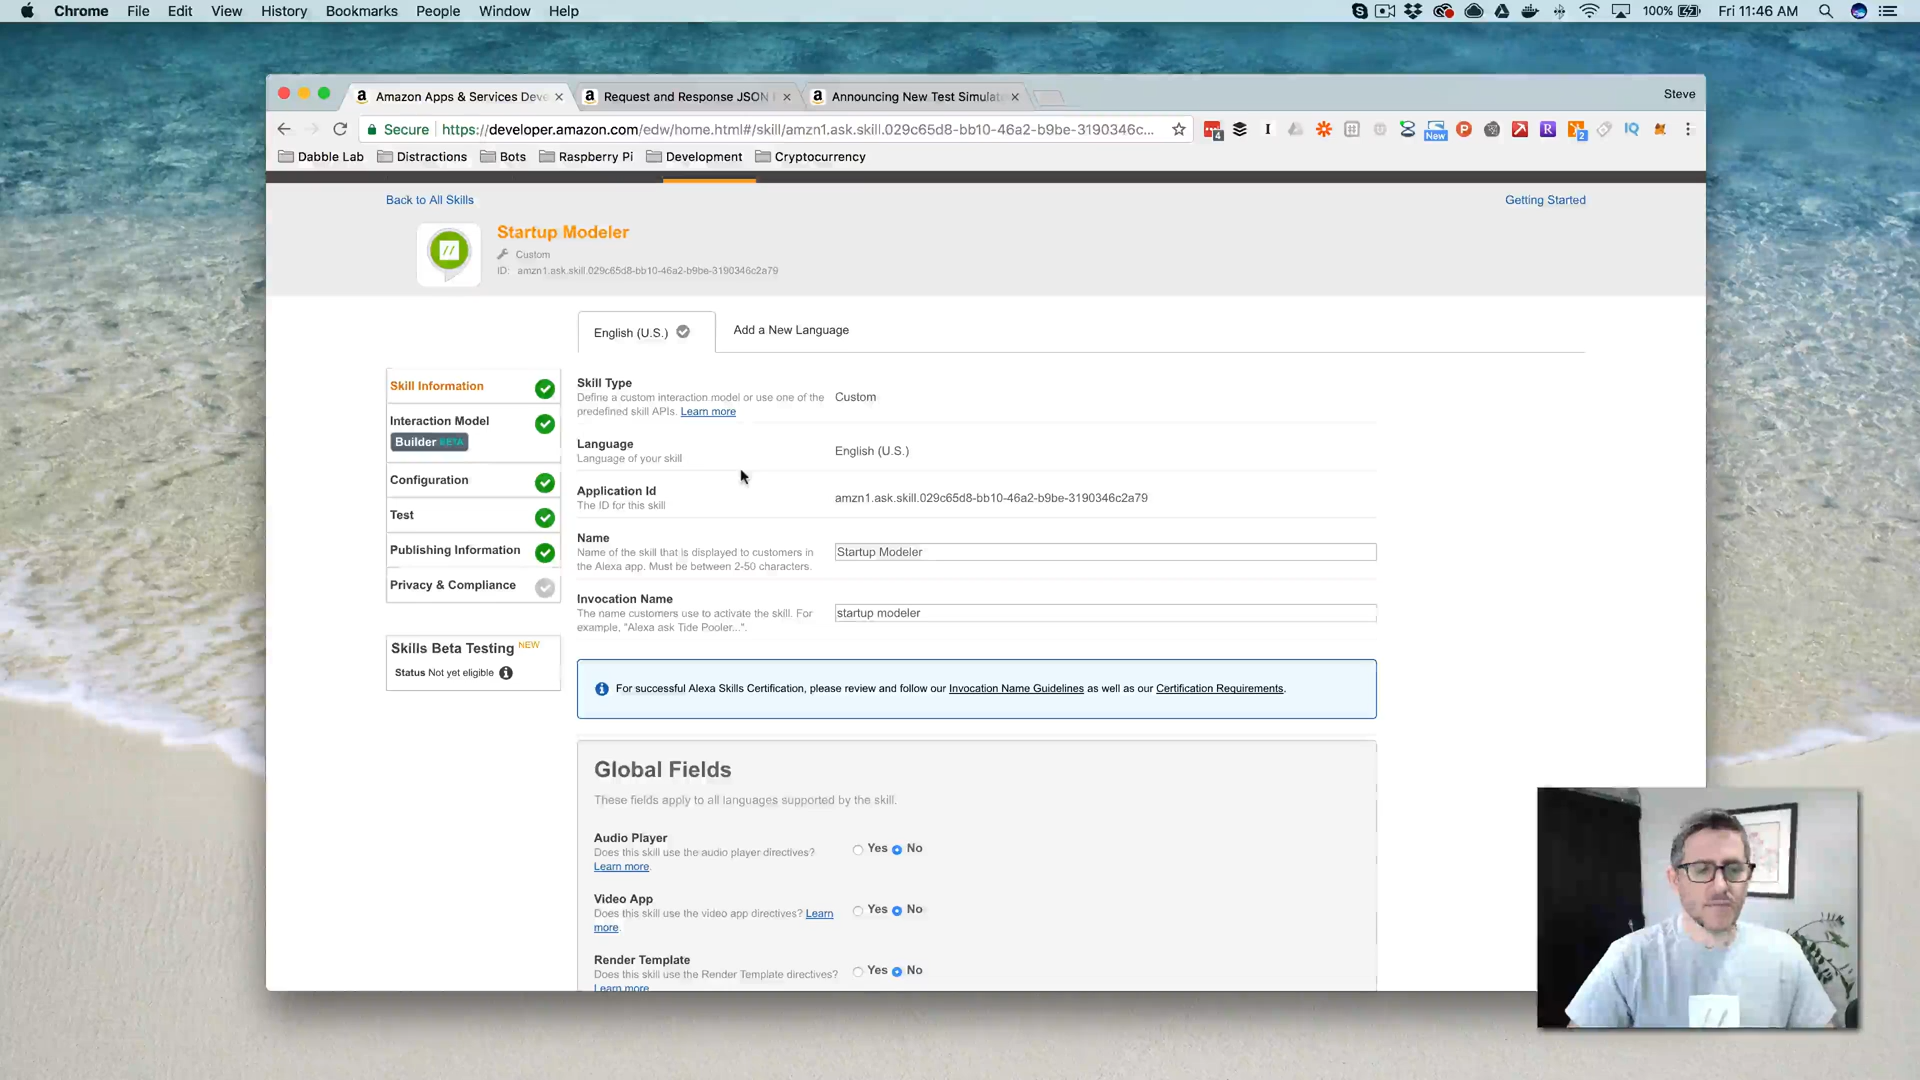 Chrome File Edit View History Bookmarks People Window Help 100% Fri 11:46 AM
Amazon Apps & Services Deve Request and Response JSON Announcing New Test Simulat Steve
Secure https://developer.amazon.com/edw/home.html#/skill/amzn1.ask.skill.029c65d8-bb10-46a2-b9be-3190346c...
Dabble Lab Distractions Bots Raspberry Pi Development Cryptocurrency
Back to All Skills Getting Started
Startup Modeler
Custom
ID: amzn1.ask.skill.029c65d8-bb10-46a2-b9be-3190346c2a79
English (U.S.) Add a New Language
Skill Information
Interaction Model
Builder BETA
Configuration
Test
Publishing Information
Privacy & Compliance
Skills Beta Testing NEW
Status Not yet eligible
Skill Type
Define a custom interaction model or use one of the
predefined skill APIs. Learn more
Custom
Language
Language of your skill
English (U.S.)
Application Id
The ID for this skill
amzn1.ask.skill.029c65d8-bb10-46a2-b9be-3190346c2a79
Name
Name of the skill that is displayed to customers in
the Alexa app. Must be between 2-50 characters.
Startup Modeler
Invocation Name
The name customers use to activate the skill. For
example, "Alexa ask Tide Pooler...".
startup modeler
For successful Alexa Skills Certification, please review and follow our Invocation Name Guidelines as well as our Certification Requirements.
Global Fields
These fields apply to all languages supported by the skill.
Audio Player
Does this skill use the audio player directives?
Learn more.
Yes No
Video App
Does this skill use the video app directives? Learn
more.
Yes No
Render Template
Does this skill use the Render Template directives?
Learn more
Yes No